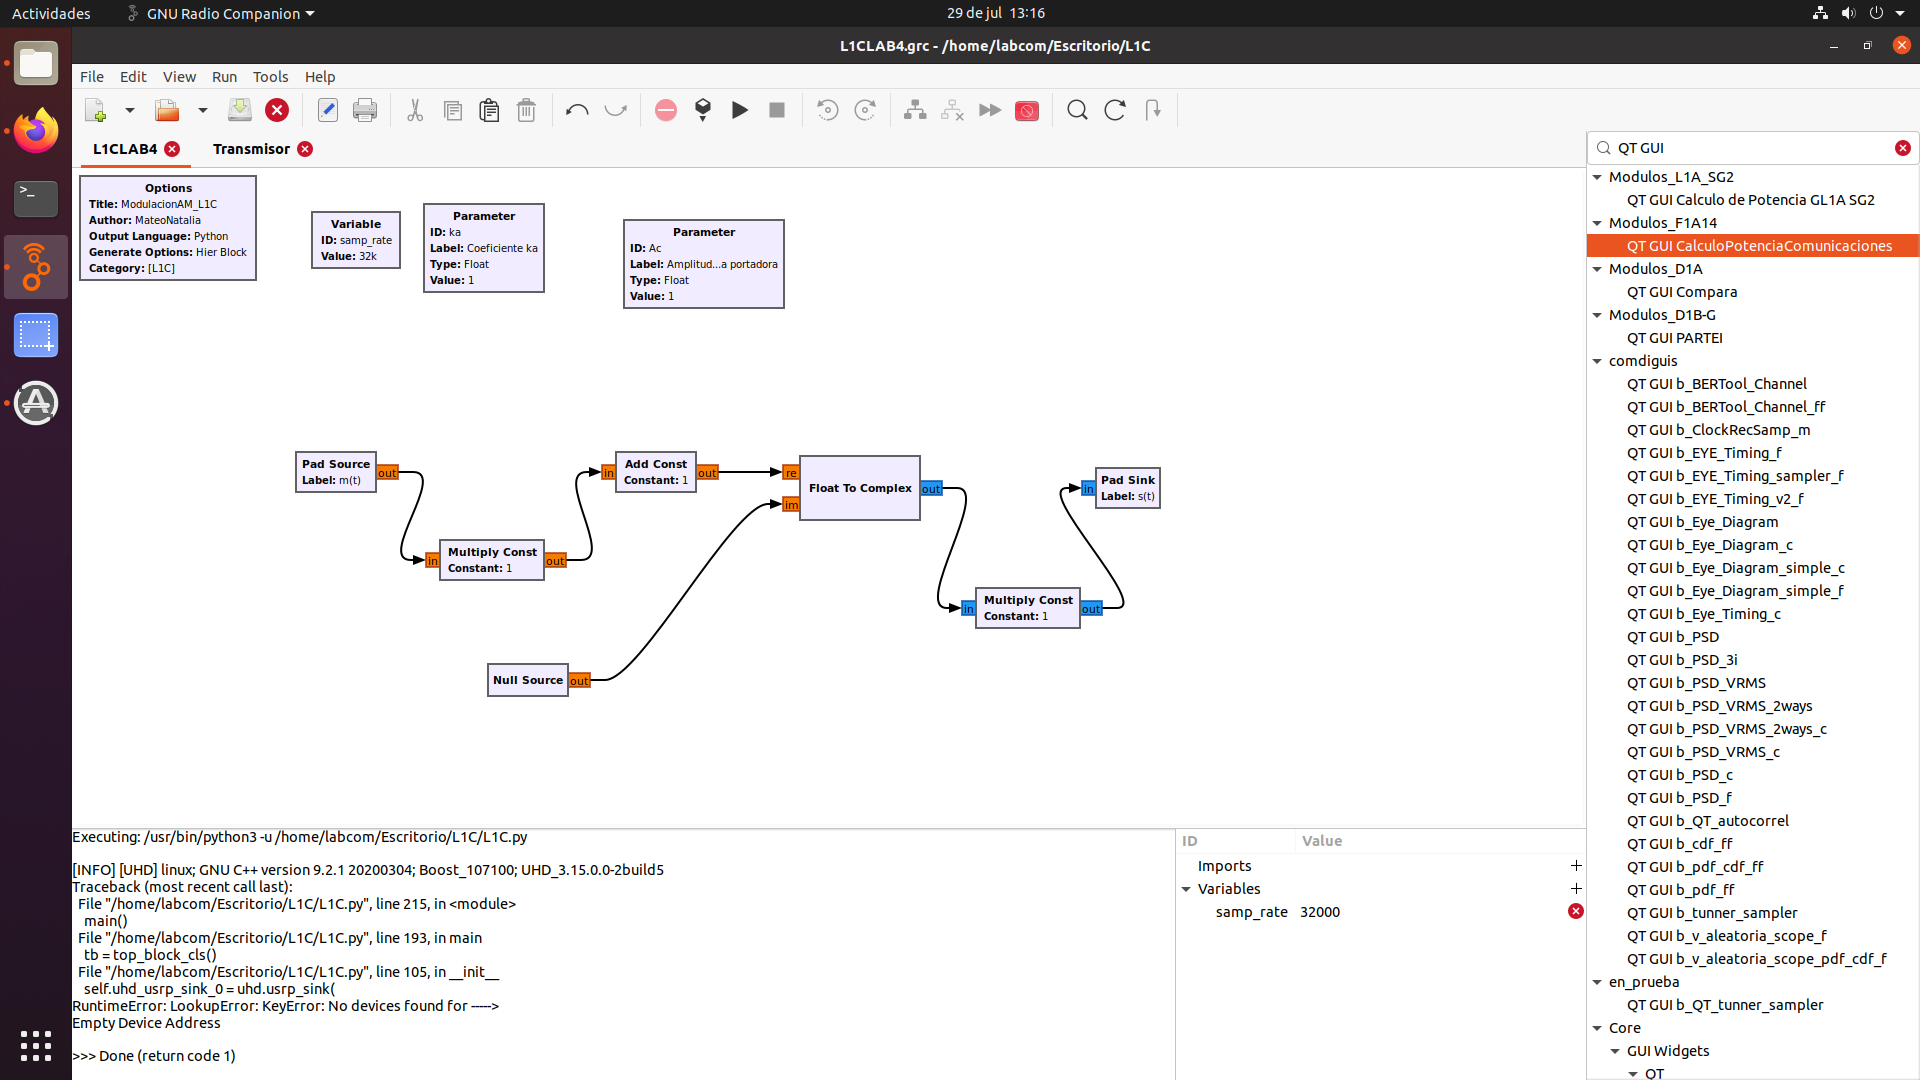 Actividades
GNU Radio Companion
29 de jul 13:16
L1CLAB4.grc - /home/labcom/Escritorio/L1C
File Edit View Run Tools Help
L1CLAB4
Transmisor
Options
Title: ModulacionAM_L1C
Author: MateoNatalia
Output Language: Python
Generate Options: Hier Block
Category: [L1C]
Variable
ID: samp_rate
Value: 32k
Parameter
ID: ka
Label: Coeficiente ka
Type: Float
Value: 1
Parameter
ID: Ac
Label: Amplitud...a portadora
Type: Float
Value: 1
Pad Source
Label: m(t)
out
in
Multiply Const
Constant: 1
out
in
Add Const
Constant: 1
out
Null Source
out
re
im
Float To Complex
out
in
Multiply Const
Constant: 1
out
in
Pad Sink
Label: s(t)
Executing: /usr/bin/python3 -u /home/labcom/Escritorio/L1C/L1C.py
[INFO] [UHD] linux; GNU C++ version 9.2.1 20200304; Boost_107100; UHD_3.15.0.0-2build5
Traceback (most recent call last):
File "/home/labcom/Escritorio/L1C/L1C.py", line 215, in <module>
main()
File "/home/labcom/Escritorio/L1C/L1C.py", line 193, in main
tb = top_block_cls()
File "/home/labcom/Escritorio/L1C/L1C.py", line 105, in __init__
self.uhd_usrp_sink_0 = uhd.usrp_sink(
RuntimeError: LookupError: KeyError: No devices found for ----->
Empty Device Address
>>> Done (return code 1)
ID Value
Imports
Variables
samp_rate 32000
QT GUI
Modulos_L1A_SG2
QT GUI Calculo de Potencia GL1A SG2
Modulos_F1A14
QT GUI CalculoPotenciaComunicaciones
Modulos_D1A
QT GUI Compara
Modulos_D1B-G
QT GUI PARTEI
comdiguis
QT GUI b_BERTool_Channel
QT GUI b_BERTool_Channel_ff
QT GUI b_ClockRecSamp_m
QT GUI b_EYE_Timing_f
QT GUI b_EYE_Timing_sampler_f
QT GUI b_EYE_Timing_v2_f
QT GUI b_Eye_Diagram
QT GUI b_Eye_Diagram_c
QT GUI b_Eye_Diagram_simple_c
QT GUI b_Eye_Diagram_simple_f
QT GUI b_Eye_Timing_c
QT GUI b_PSD
QT GUI b_PSD_3i
QT GUI b_PSD_VRMS
QT GUI b_PSD_VRMS_2ways
QT GUI b_PSD_VRMS_2ways_c
QT GUI b_PSD_VRMS_c
QT GUI b_PSD_c
QT GUI b_PSD_f
QT GUI b_QT_autocorrel
QT GUI b_cdf_ff
QT GUI b_pdf_cdf_ff
QT GUI b_pdf_ff
QT GUI b_tunner_sampler
QT GUI b_v_aleatoria_scope_f
QT GUI b_v_aleatoria_scope_pdf_cdf_f
en_prueba
QT GUI b_QT_tunner_sampler
Core
GUI Widgets
QT